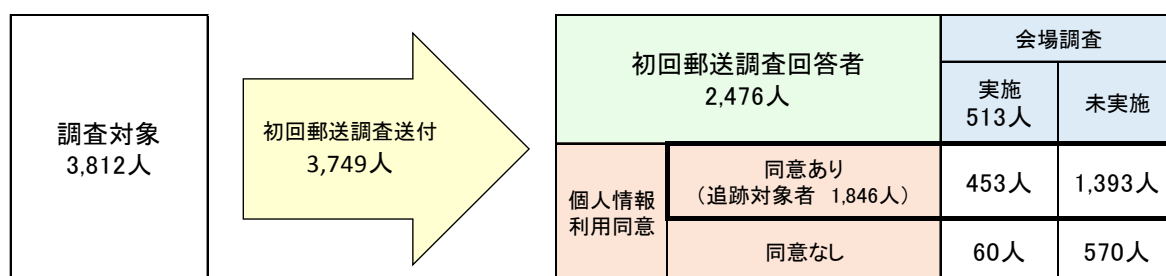 調査対象
3,812人
初回郵送調査送付
3,749人
初回郵送調査回答者
2,476人
会場調査
実施
513人
未実施
個人情報
利用同意
同意あり
（追跡対象者 1,846人）
453人
1,393人
同意なし
60人
570人